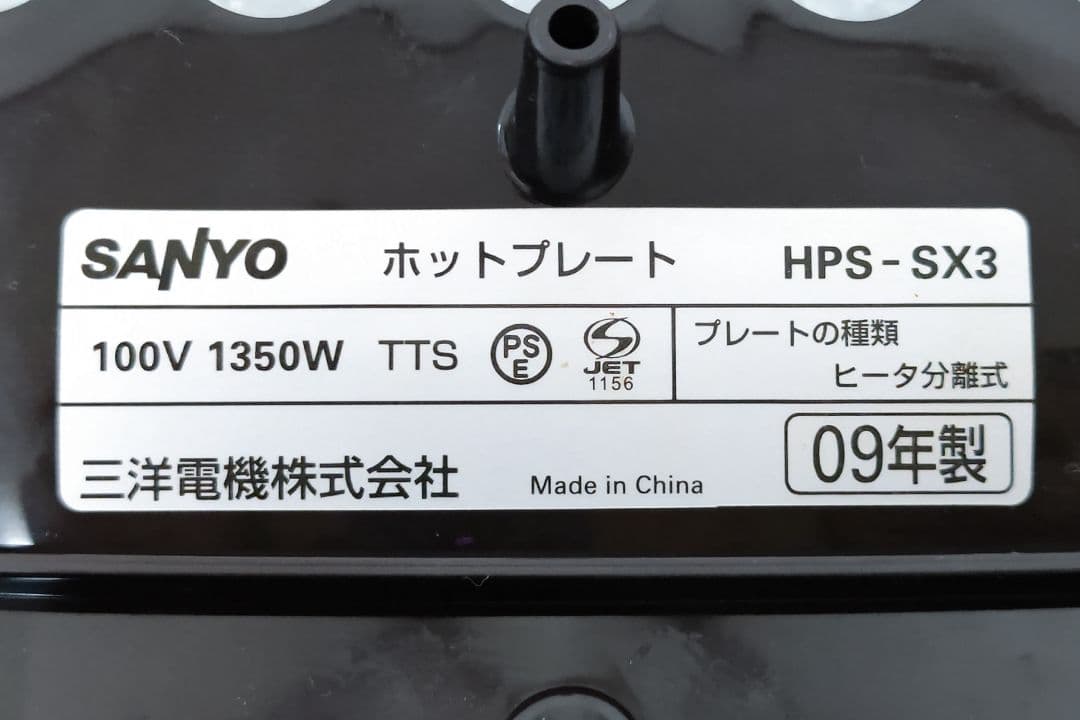 SANYO ホットプレート HPS-SX3
100V 1350W TTS PSE S JET 1156
プレートの種類
ヒータ分離式
三洋電機株式会社 Made in China 09年製